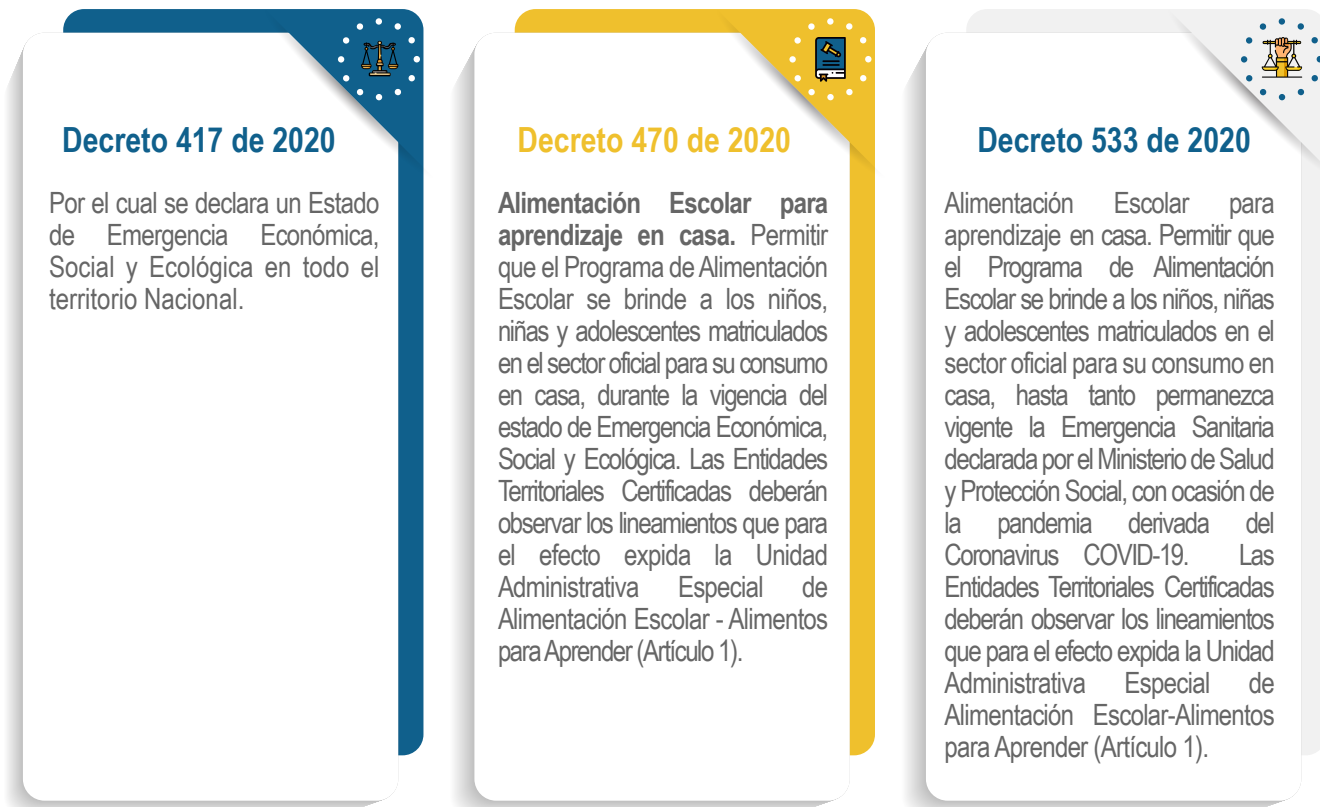 Decreto 417 de 2020
Por el cual se declara un Estado
de Emergencia Económica,
Social y Ecológica en todo el
territorio Nacional.
Decreto 470 de 2020
Alimentación Escolar para
aprendizaje en casa. Permitir
que el Programa de Alimentación
Escolar se brinde a los niños,
niñas y adolescentes matriculados
en el sector oficial para su consumo
en casa, durante la vigencia del
estado de Emergencia Económica,
Social y Ecológica. Las Entidades
Territoriales Certificadas deberán
observar los lineamientos que para
el efecto expida la Unidad
Administrativa Especial de
Alimentación Escolar - Alimentos
para Aprender (Artículo 1).
Decreto 533 de 2020
Alimentación Escolar para
aprendizaje en casa. Permitir que
el Programa de Alimentación
Escolar se brinde a los niños, niñas
y adolescentes matriculados en el
sector oficial para su consumo en
casa, hasta tanto permanezca
vigente la Emergencia Sanitaria
declarada por el Ministerio de Salud
y Protección Social, con ocasión de
la pandemia derivada del
Coronavirus COVID-19. Las
Entidades Territoriales Certificadas
deberán observar los lineamientos
que para el efecto expida la Unidad
Administrativa Especial de
Alimentación Escolar-Alimentos
para Aprender (Artículo 1).